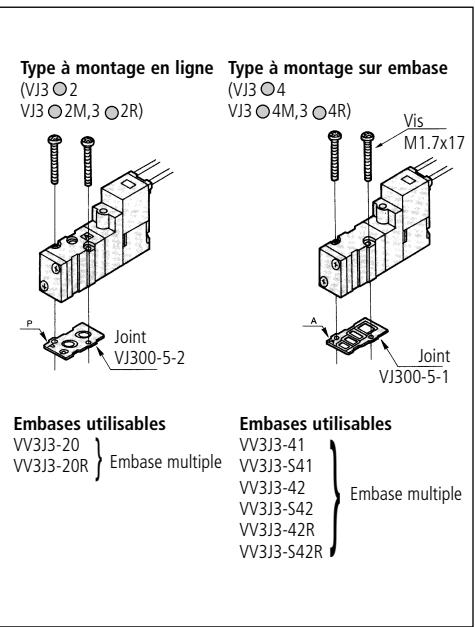 Type à montage en ligne
(VJ3 ○ 2
VJ3 ○ 2M,3 ○ 2R)
P
Joint
VJ300-5-2
Embases utilisables
VV3J3-20
VV3J3-20R
Embase multiple
Type à montage sur embase
(VJ3 ○ 4
VJ3 ○ 4M,3 ○ 4R)
Vis
M1.7x17
A
Joint
VJ300-5-1
Embases utilisables
VV3J3-41
VV3J3-S41
VV3J3-42
VV3J3-S42
VV3J3-42R
VV3J3-S42R
Embase multiple